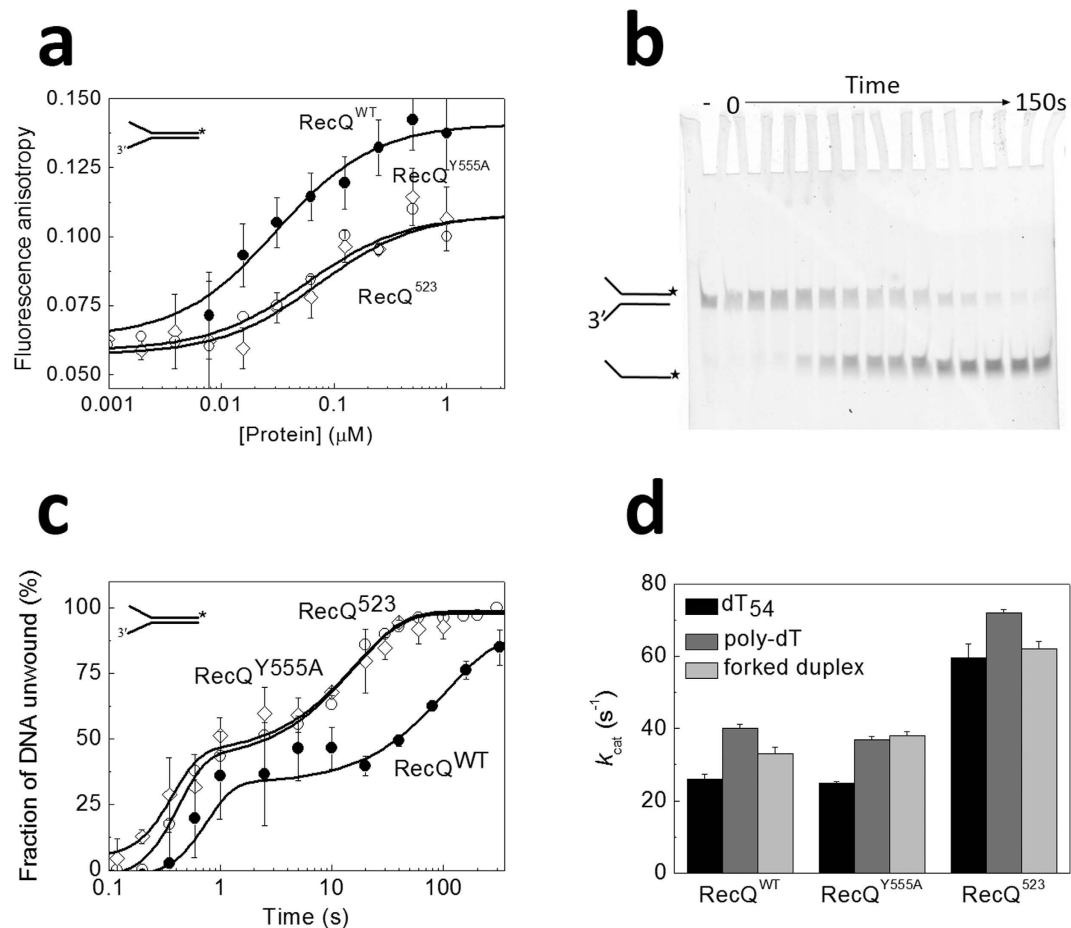 a
0.150
0.125
0.100
0.075
0.050
Fluorescence anisotropy
3′
*
RecQ^WT
RecQ^Y555A
RecQ^523
0.001 0.01 0.1 1
[Protein] (μM)
b
Time
- 0 150s
3′
c
100
75
50
25
0
Fraction of DNA unwound (%)
3′
*
RecQ^523
RecQ^Y555A
RecQ^WT
0.1 1 10 100
Time (s)
d
80
60
40
20
0
k_cat (s^-1)
dT_54
poly-dT
forked duplex
RecQ^WT RecQ^Y555A RecQ^523